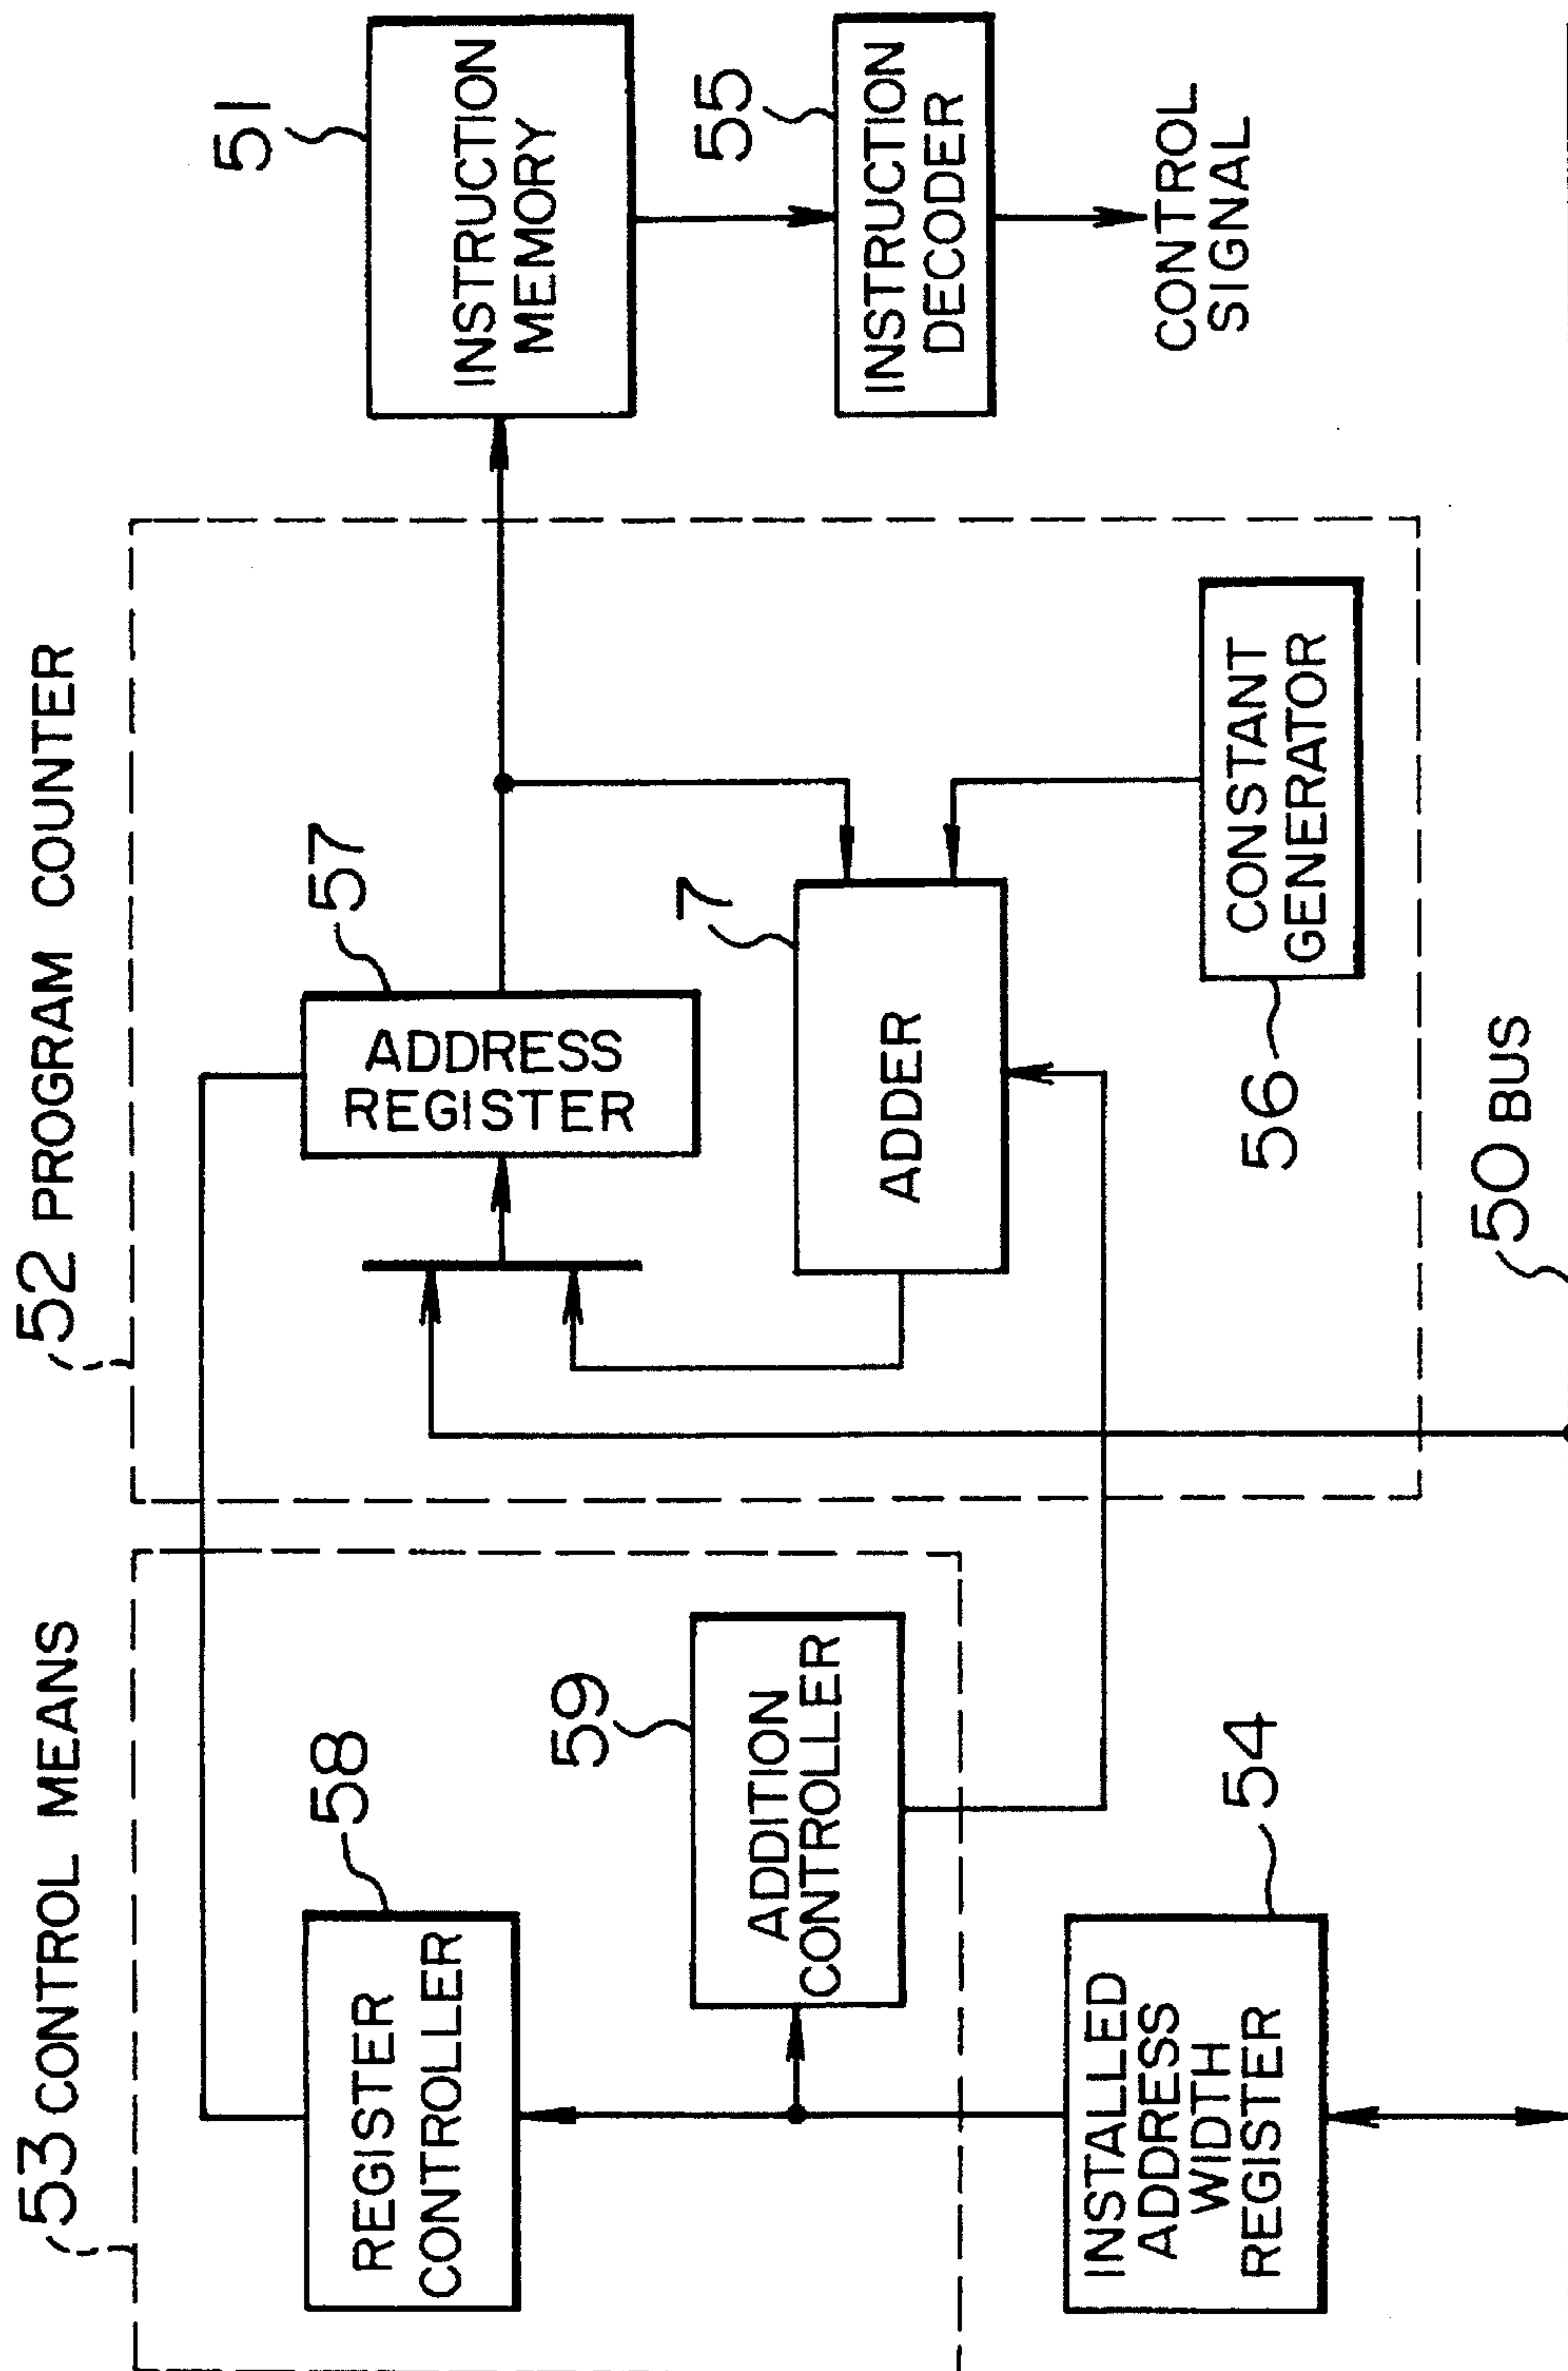 53 CONTROL MEANS
58
REGISTER
CONTROLLER
59
ADDITION
CONTROLLER
54
INSTALLED
ADDRESS
WIDTH
REGISTER
52 PROGRAM COUNTER
57
ADDRESS
REGISTER
7
ADDER
56
CONSTANT
GENERATOR
50 BUS
51
INSTRUCTION
MEMORY
55
INSTRUCTION
DECODER
CONTROL
SIGNAL